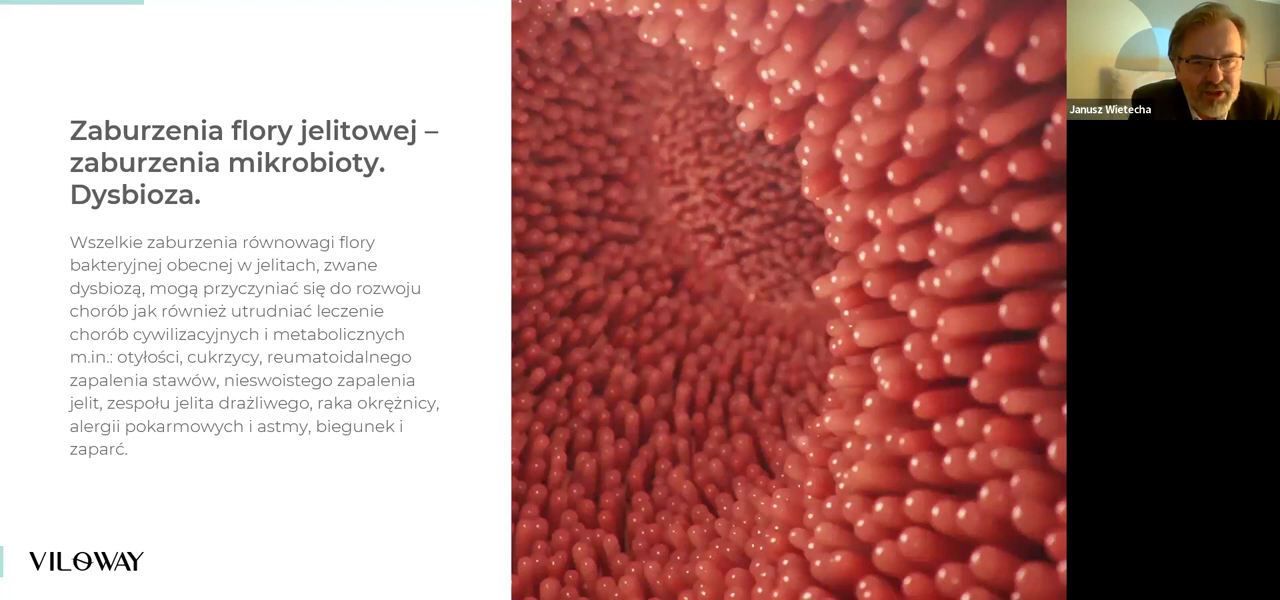 Zaburzenia flory jelitowej –
zaburzenia mikrobioty.
Dysbioza.
Wszelkie zaburzenia równowagi flory
bakteryjnej obecnej w jelitach, zwane
dysbiozą, mogą przyczyniać się do rozwoju
chorób jak również utrudniać leczenie
chorób cywilizacyjnych i metabolicznych
m.in.: otyłości, cukrzycy, reumatoidalnego
zapalenia stawów, nieswoistego zapalenia
jelit, zespołu jelita drażliwego, raka okrężnicy,
alergii pokarmowych i astmy, biegunek i
zaparć.
VILOWAY
Janusz Wietecha